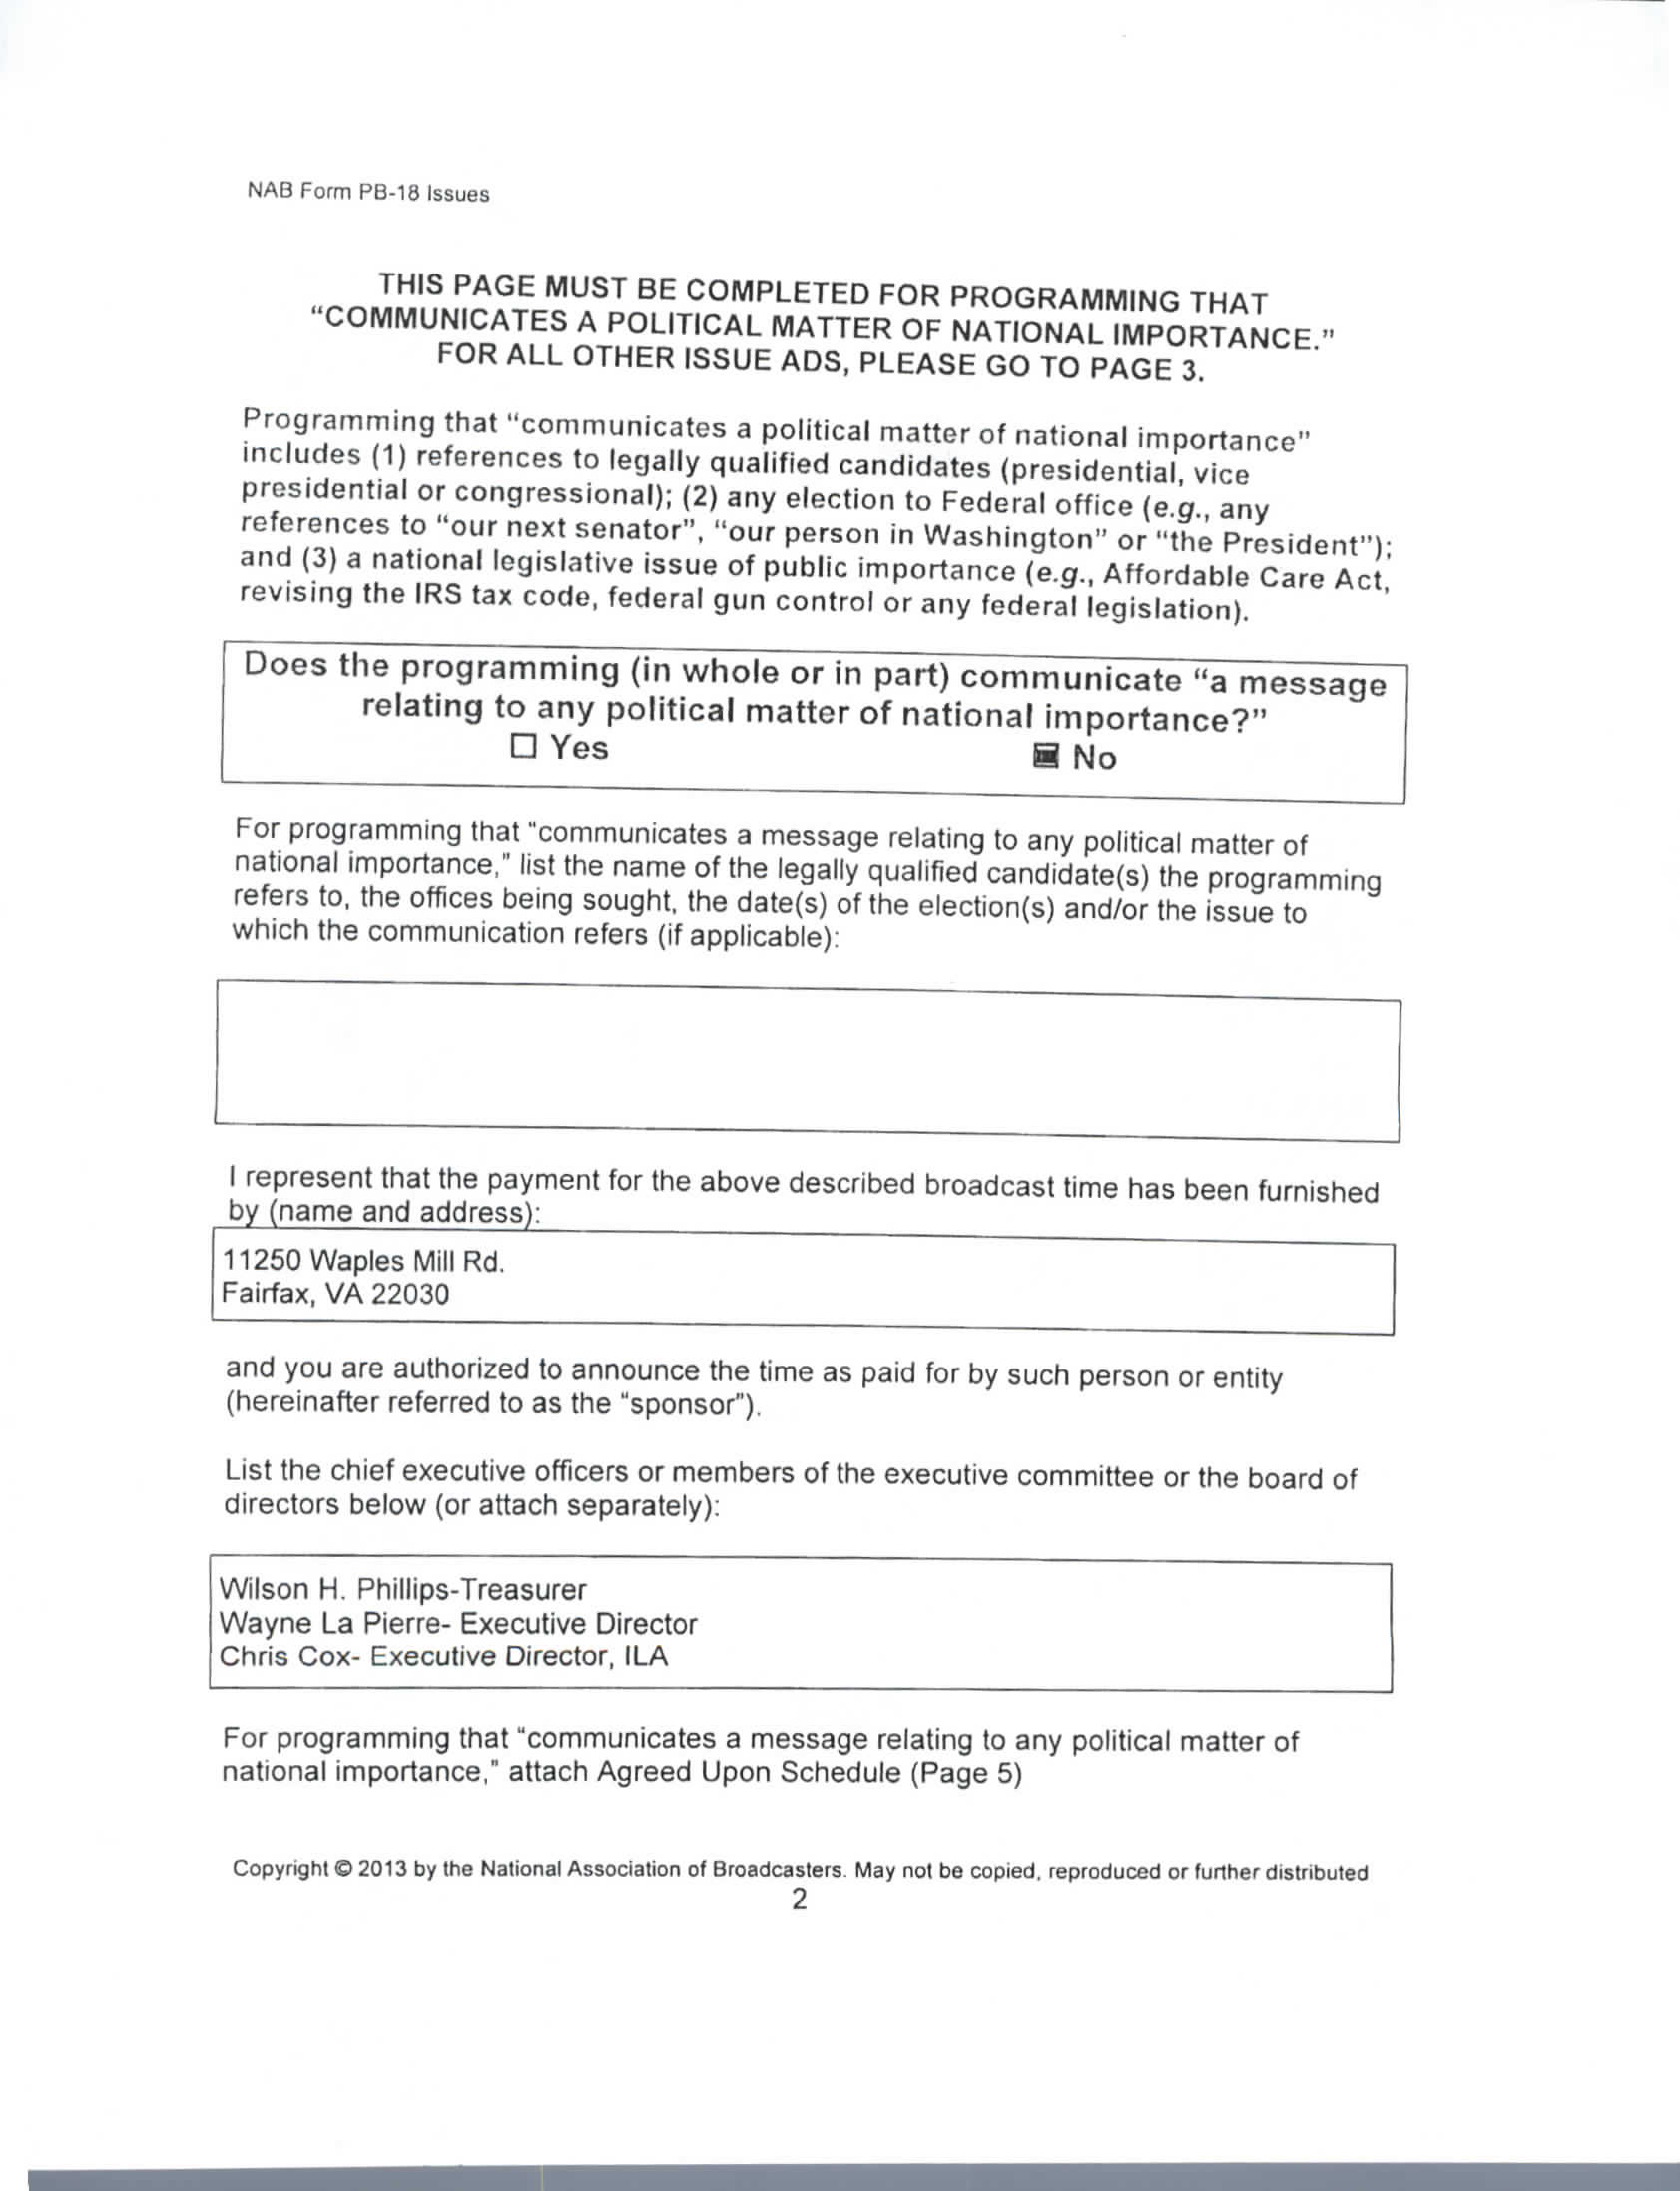 NAB Form PB-18 Issues
THIS PAGE MUST BE COMPLETED FOR PROGRAMMING THAT
“COMMUNICATES A POLITICAL MATTER OF NATIONAL IMPORTANCE.”
FOR ALL OTHER ISSUE ADS, PLEASE GO TO PAGE 3.
Programming that “communicates a political matter of national importance”
includes (1) references to legally qualified candidates (presidential, vice
presidential or congressional); (2) any election to Federal office (e.g., any
references to “our next senator”, “our person in Washington” or “the President”);
and (3) a national legislative issue of public importance (e.g., Affordable Care Act,
revising the IRS tax code, federal gun control or any federal legislation).
Does the programming (in whole or in part) communicate “a message
relating to any political matter of national importance?”
☐ Yes ☒ No
For programming that “communicates a message relating to any political matter of
national importance,” list the name of the legally qualified candidate(s) the programming
refers to, the offices being sought, the date(s) of the election(s) and/or the issue to
which the communication refers (if applicable):
I represent that the payment for the above described broadcast time has been furnished
by (name and address):
11250 Waples Mill Rd.
Fairfax, VA 22030
and you are authorized to announce the time as paid for by such person or entity
(hereinafter referred to as the “sponsor”).
List the chief executive officers or members of the executive committee or the board of
directors below (or attach separately):
Wilson H. Phillips-Treasurer
Wayne La Pierre- Executive Director
Chris Cox- Executive Director, ILA
For programming that “communicates a message relating to any political matter of
national importance,” attach Agreed Upon Schedule (Page 5)
Copyright © 2013 by the National Association of Broadcasters. May not be copied, reproduced or further distributed
2